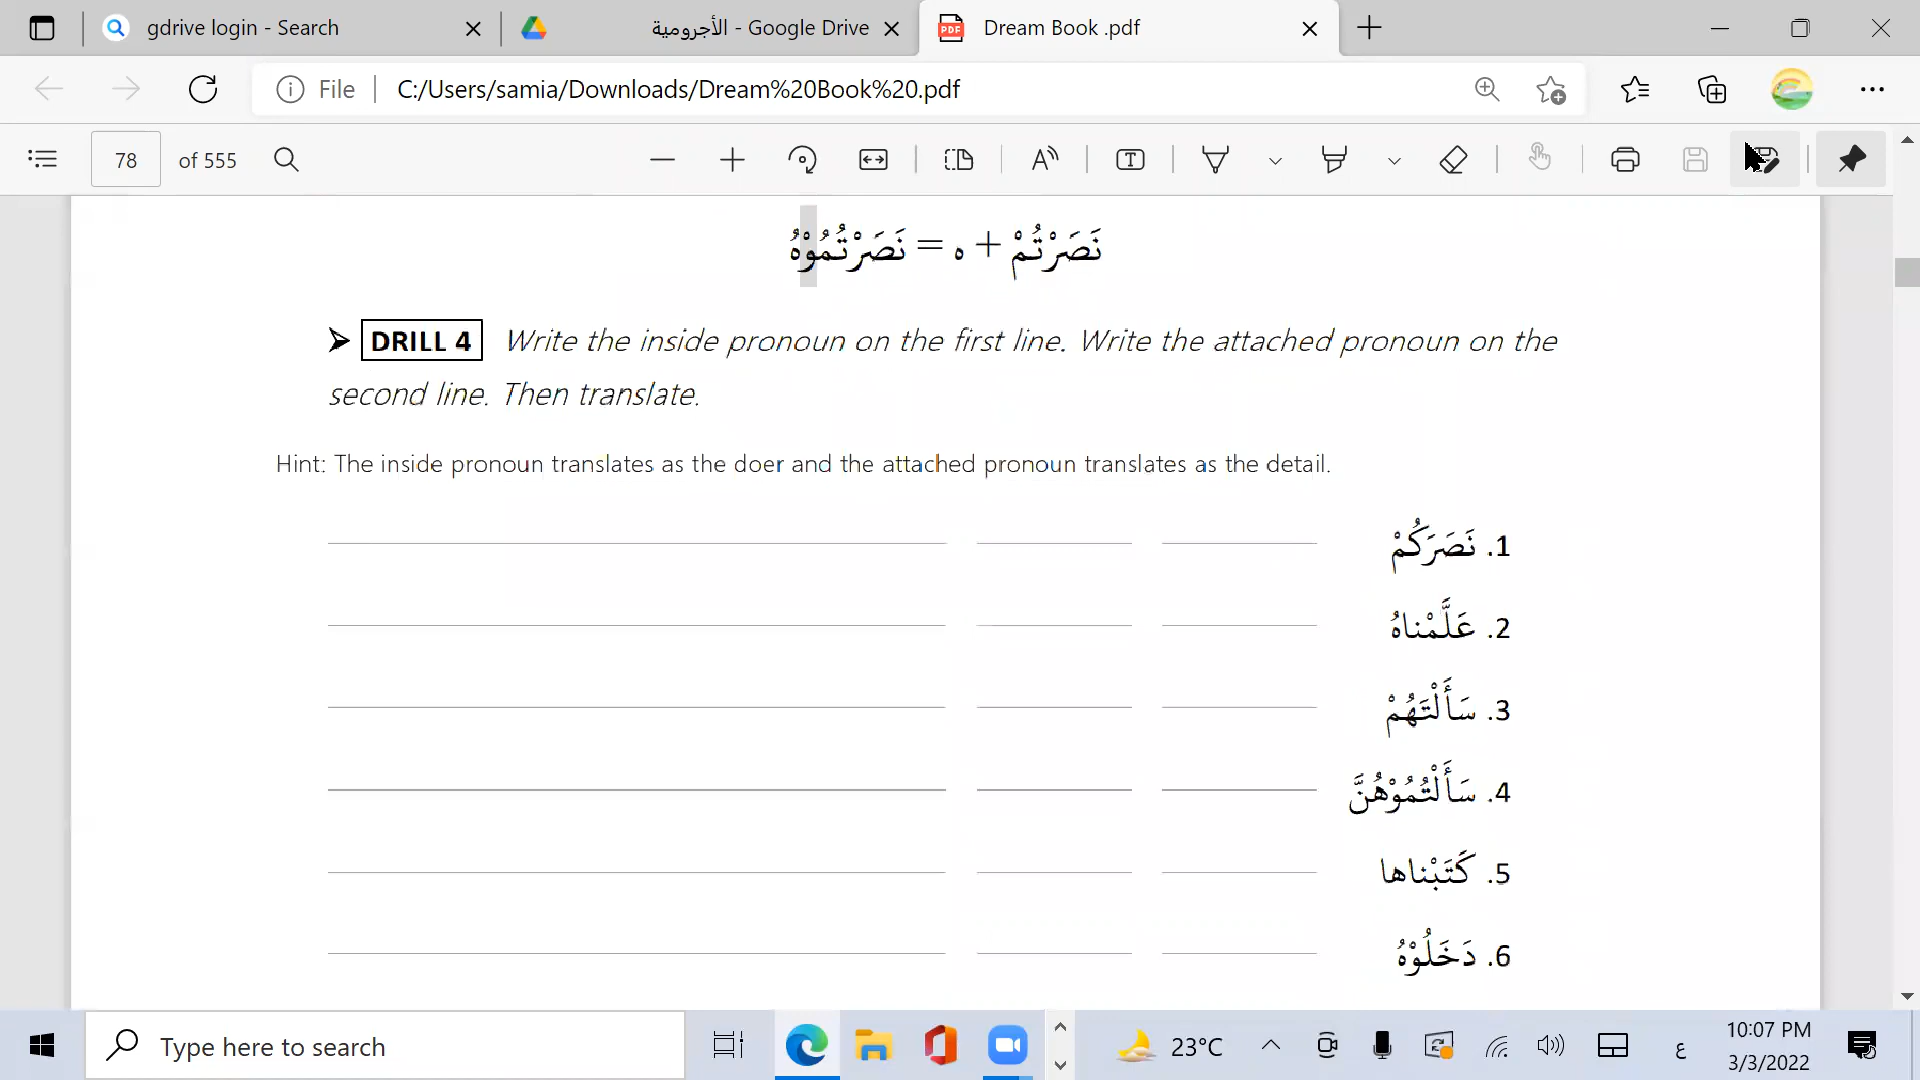 gdrive login - Search
الأجرومية - Google Drive
Dream Book .pdf
File
C:/Users/samia/Downloads/Dream%20Book%20.pdf
78 of 555
نَصَرْتُمْ + ه = نَصَرْتُمُوْهُ
➢ DRILL 4 Write the inside pronoun on the first line. Write the attached pronoun on the
second line. Then translate.
Hint: The inside pronoun translates as the doer and the attached pronoun translates as the detail.
1. نَصَرَكُمْ
2. عَلَّمْناهُ
3. سَأَلْتَهُمْ
4. سَأَلْتُمُوْهُنَّ
5. كَتَبْناها
6. دَخَلُوْهُ
Type here to search
23°C
ع
10:07 PM
3/3/2022